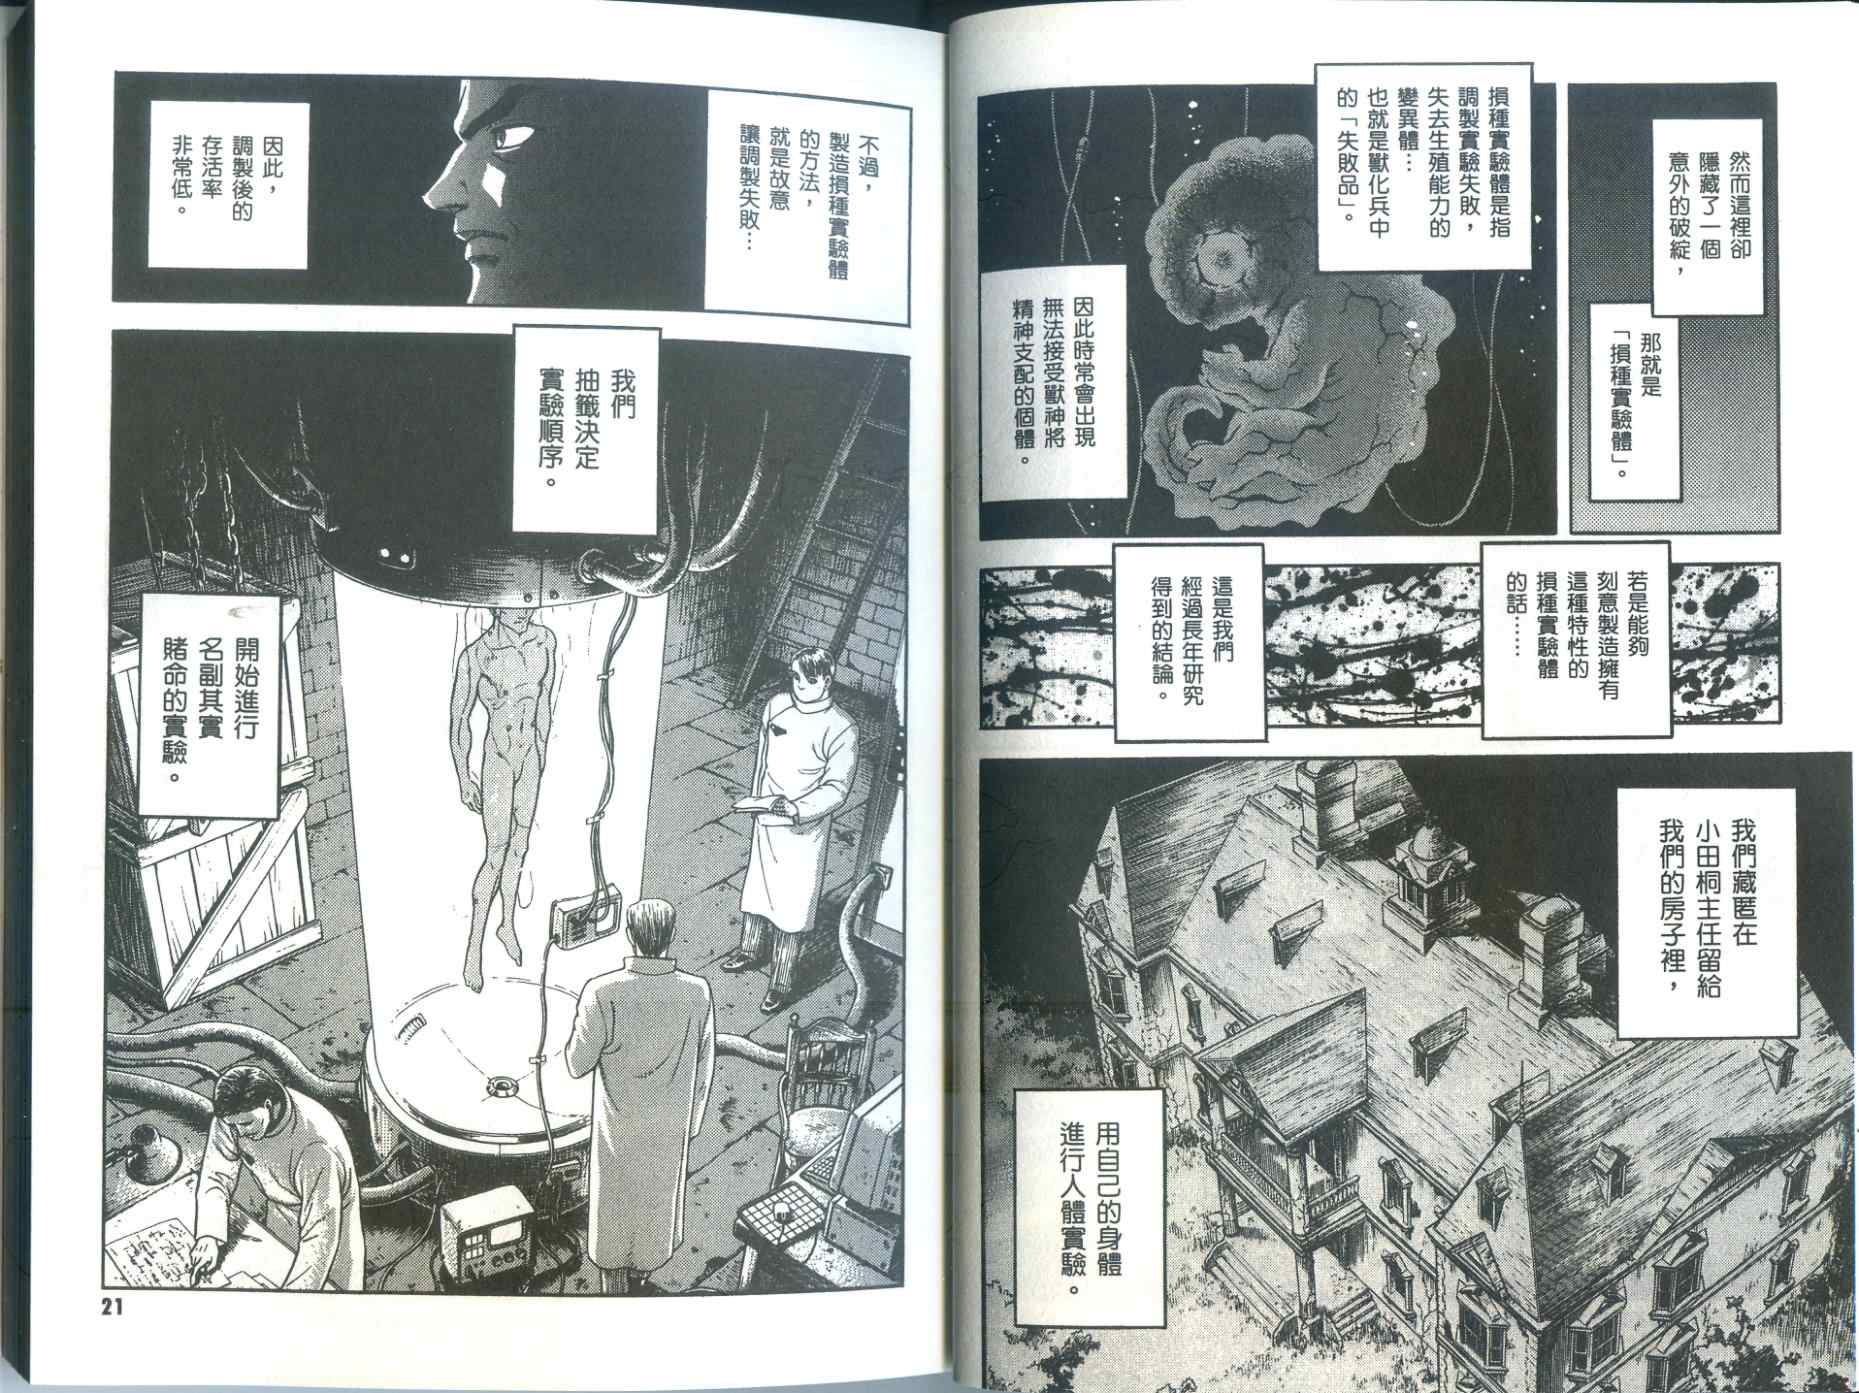 然而這裡卻
隱藏了一個
意外的破綻，
那就是
「損種實驗體」。
損種實驗體是指
調製實驗失敗，
失去生殖能力的
變異體…
也就是獸化兵中
的「失敗品」。
因此時常會出現
無法接受獸神將
精神支配的個體。
若是能夠
刻意製造擁有
這種特性的
損種實驗體
的話……
這是我們
經過長年研究
得到的結論。
我們藏匿在
小田桐主任留給
我們的房子裡，
用自己的身體
進行人體實驗。
不過，
製造損種實驗體
的方法，
就是故意
讓調製失敗…
因此，
調製後的
存活率
非常低。
我們
抽籤決定
實驗順序。
開始進行
名副其實
賭命的實驗。
21